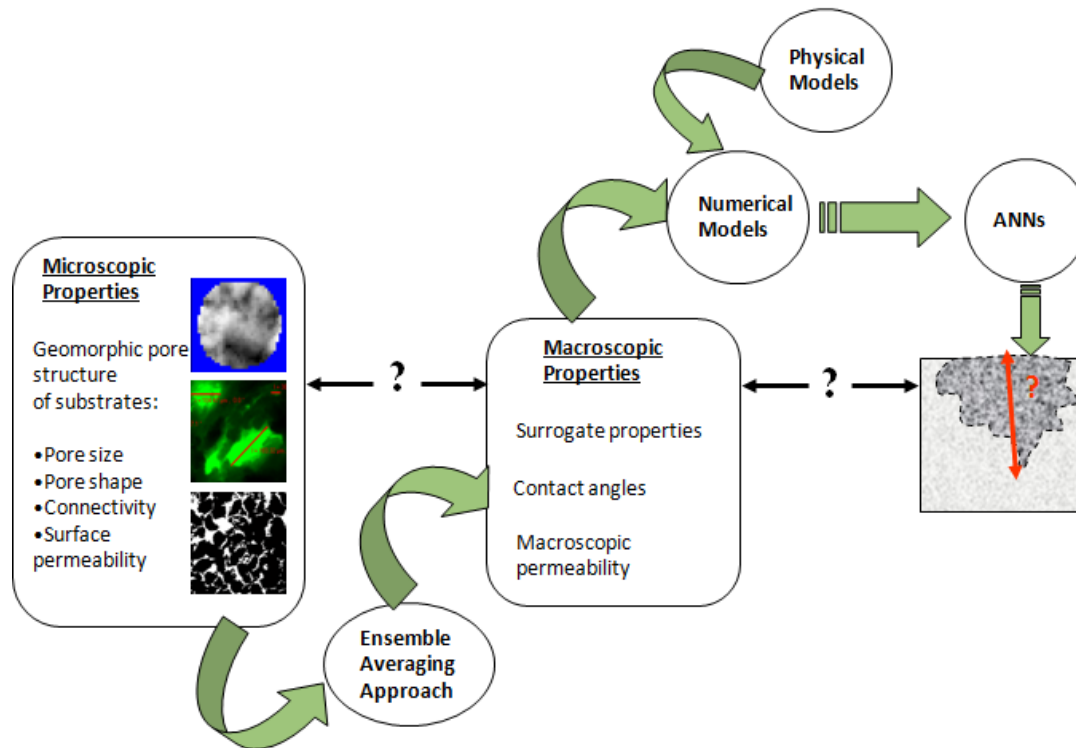 Physical
Models
Numerical
Models
ANNs
Microscopic
Properties
Geomorphic pore
structure
of substrates:
•Pore size
•Pore shape
•Connectivity
•Surface
permeability
?
Macroscopic
Properties
Surrogate properties
Contact angles
Macroscopic
permeability
?
?
Ensemble
Averaging
Approach